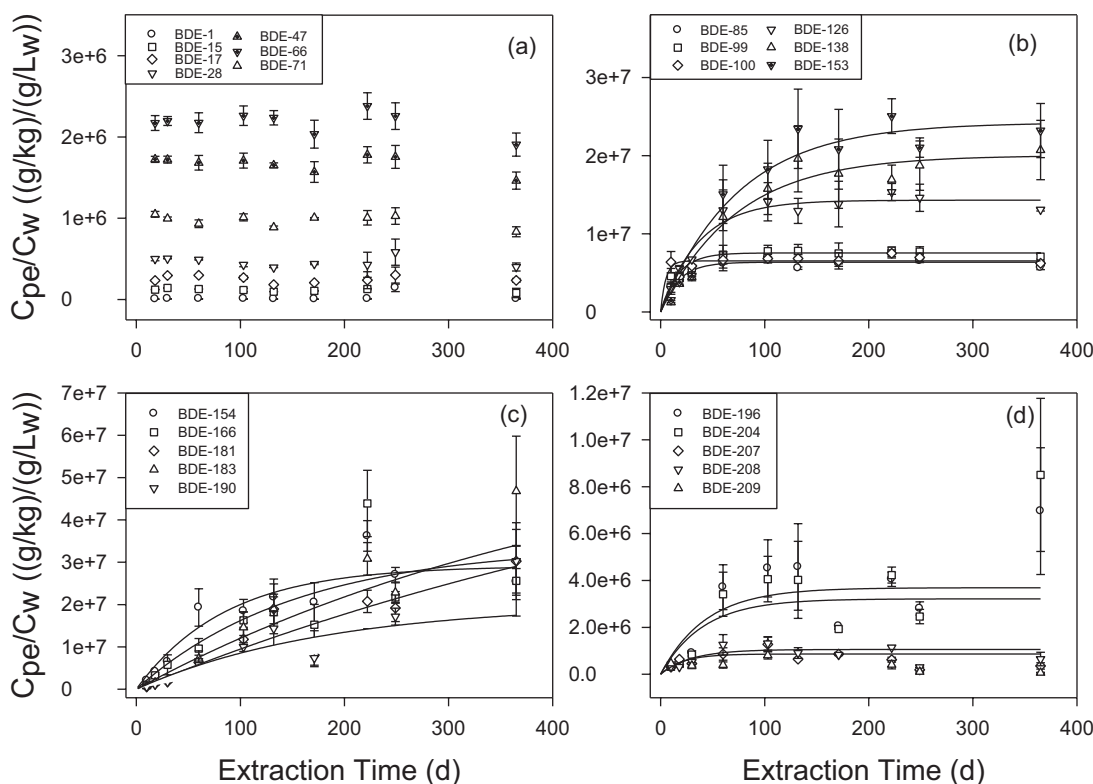 BDE-1
BDE-15
BDE-17
BDE-28
BDE-47
BDE-66
BDE-71
(a)
3e+6
2e+6
1e+6
0
0 100 200 300 400
BDE-85
BDE-99
BDE-100
BDE-126
BDE-138
BDE-153
(b)
3e+7
2e+7
1e+7
0
0 100 200 300 400
Cpe/Cw ((g/kg)/(g/Lw))
BDE-154
BDE-166
BDE-181
BDE-183
BDE-190
(c)
7e+7
6e+7
5e+7
4e+7
3e+7
2e+7
1e+7
0
0 100 200 300 400
Cpe/Cw ((g/kg)/(g/Lw))
Extraction Time (d)
BDE-196
BDE-204
BDE-207
BDE-208
BDE-209
(d)
1.2e+7
1.0e+7
8.0e+6
6.0e+6
4.0e+6
2.0e+6
0.0
0 100 200 300 400
Extraction Time (d)